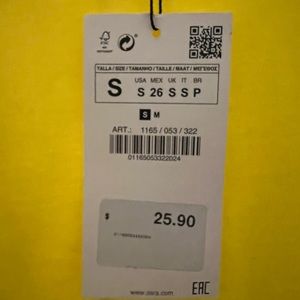 FSC
TALLA / SIZE / TAMANHO / TAILLE / MAAT / ΜΕΓΕΘΟΣ
S
USA MEX UK IT BR
S 26 S S P
S M
ART.: 1165 / 053 / 322
01165053322024
$ 25.90
www.zara.com
EAC